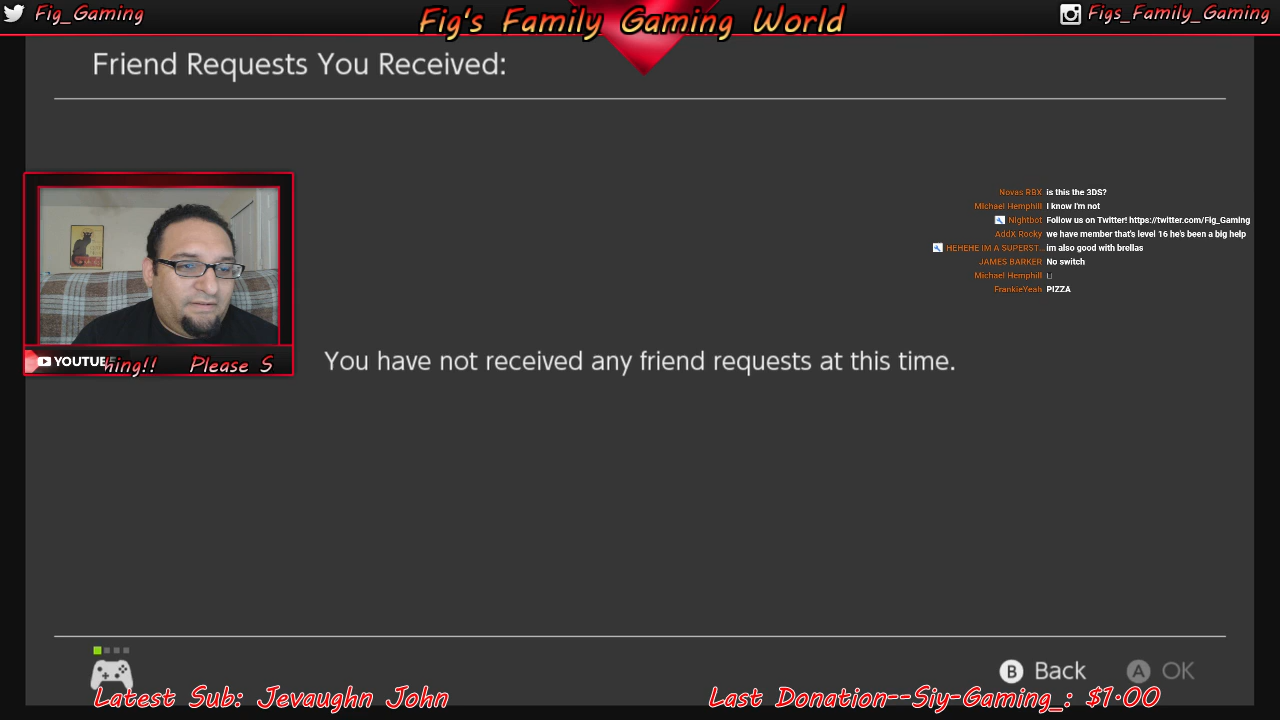 Fig_Gaming
Fig's Family Gaming World
Figs_Family_Gaming
Friend Requests You Received:
Novas RBX is this the 3DS?
Michael Hemphill I know I'm not
Nightbot Follow us on Twitter! https://twitter.com/Fig_Gaming
AddX Rocky we have member that's level 16 he's been a big help
HEHEHE IM A SUPERST... im also good with brellas
JAMES BARKER No switch
Michael Hemphill
FrankieYeah PIZZA
YOUTUBE hing!! Please S
You have not received any friend requests at this time.
B Back A OK
Latest Sub: Jevaughn John
Last Donation--Siy-Gaming_: $1.00